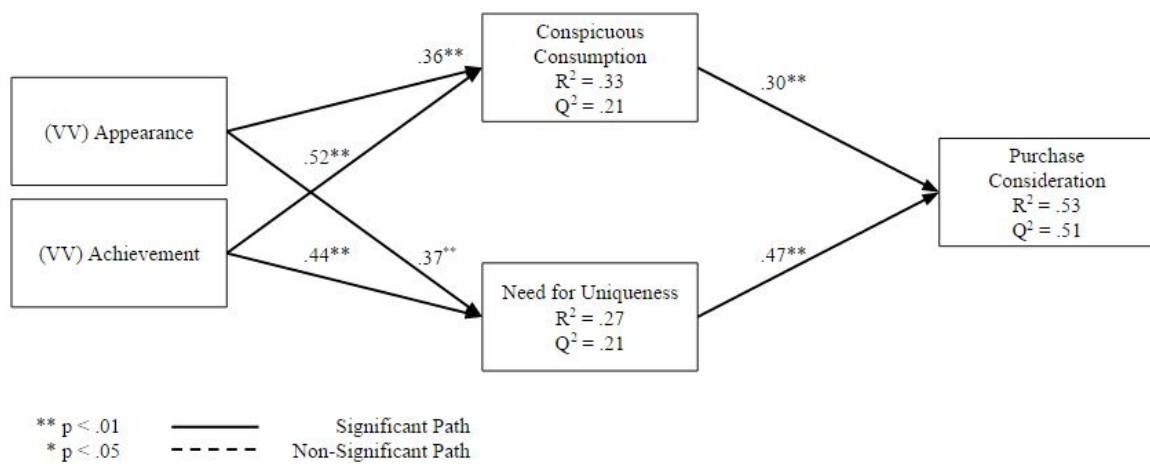 Conspicuous
Consumption
R² = .33
Q² = .21
.36**
.30**
(VV) Appearance
.52**
Purchase
Consideration
R² = .53
Q² = .51
(VV) Achievement
.44**
.37**
.47**
Need for Uniqueness
R² = .27
Q² = .21
** p < .01 Significant Path
* p < .05 Non-Significant Path